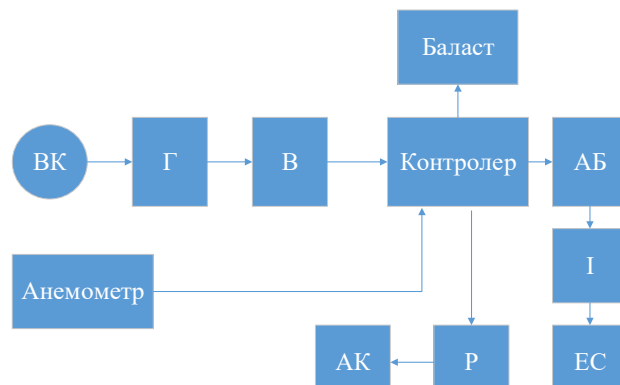 Баласт
ВК
Г
В
Контролер
АБ
Анемометр
І
АК
Р
ЕС